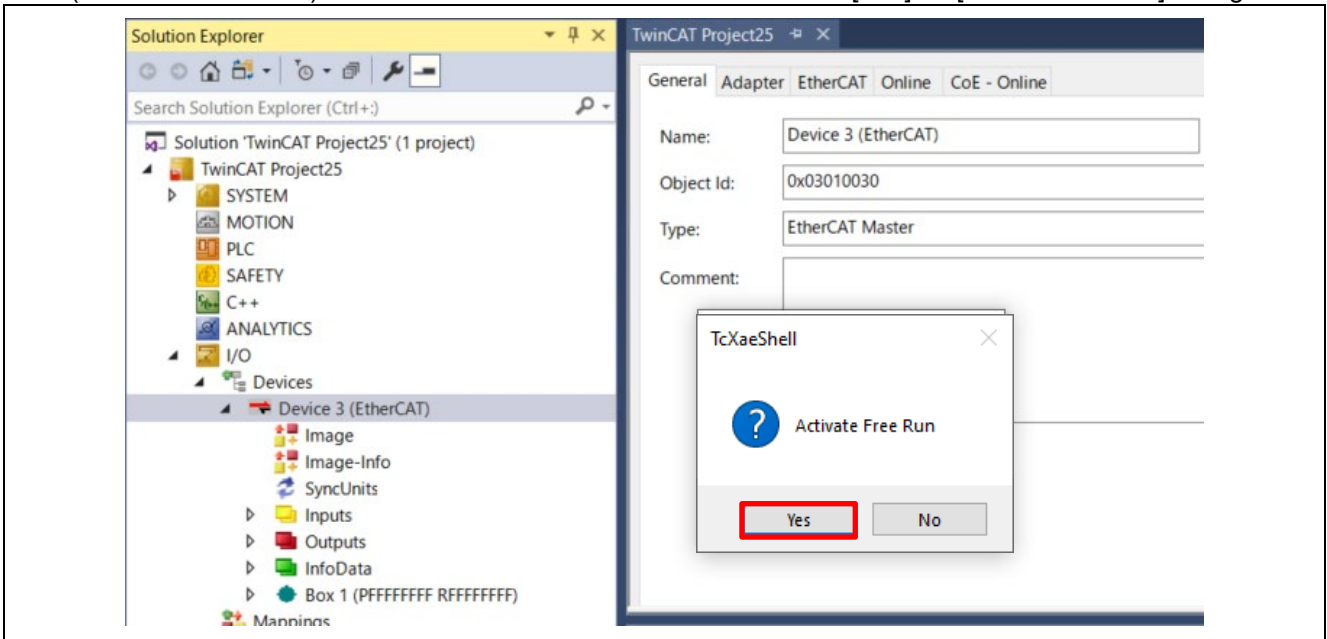 Solution Explorer
Search Solution Explorer (Ctrl+:)
Solution 'TwinCAT Project25' (1 project)
TwinCAT Project25
SYSTEM
MOTION
PLC
SAFETY
C++
ANALYTICS
I/O
Devices
Device 3 (EtherCAT)
Image
Image-Info
SyncUnits
Inputs
Outputs
InfoData
Box 1 (PFFFFFFFF RFFFFFFFF)
Mappings
TwinCAT Project25
General Adapter EtherCAT Online CoE - Online
Name: Device 3 (EtherCAT)
Object Id: 0x03010030
Type: EtherCAT Master
Comment:
TcXaeShell
Activate Free Run
Yes No